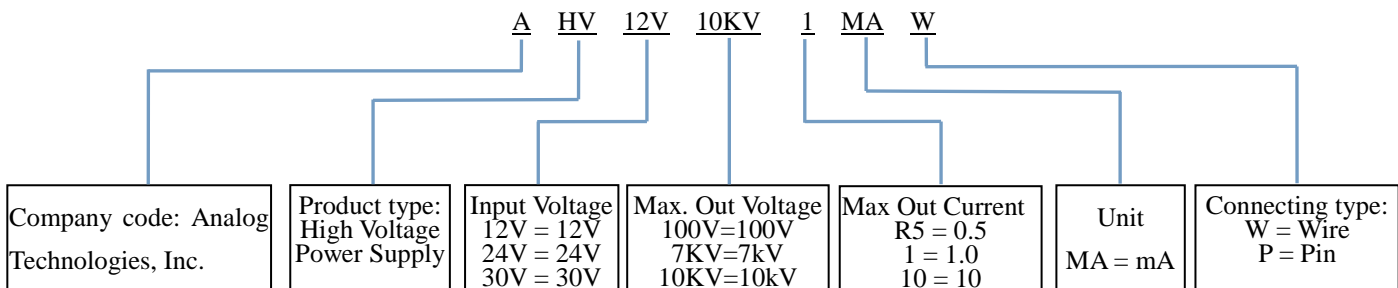 A HV 12V 10KV 1 MA W
Company code: Analog
Technologies, Inc.
Product type:
High Voltage
Power Supply
Input Voltage
12V = 12V
24V = 24V
30V = 30V
Max. Out Voltage
100V=100V
7KV=7kV
10KV=10kV
Max Out Current
R5 = 0.5
1 = 1.0
10 = 10
Unit
MA = mA
Connecting type:
W = Wire
P = Pin